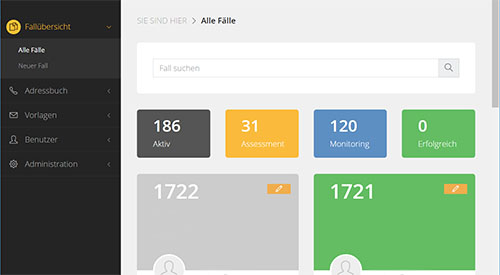 Fallübersicht
Alle Fälle
Neuer Fall
Adressbuch
Vorlagen
Benutzer
Administration
SIE SIND HIER > Alle Fälle
Fall suchen
186
Aktiv
31
Assessment
120
Monitoring
0
Erfolgreich
1722
1721